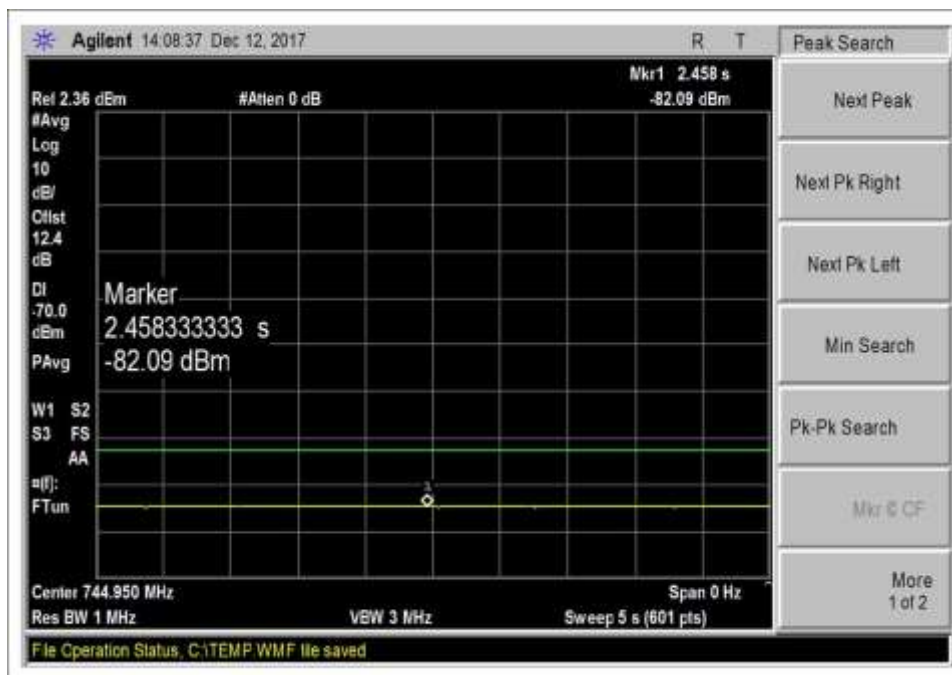 Agilent 14:08:37 Dec 12, 2017
R T
Peak Search
Mkr1 2.458 s
Ref 2.36 dBm
#Atten 0 dB
-82.09 dBm
#Avg
Log
10
dB/
Offst
12.4
dB
DI
-70.0
dBm
PAvg
Marker
2.458333333 s
-82.09 dBm
W1 S2
S3 FS
AA
¤(f):
FTun
1
Center 744.950 MHz
Span 0 Hz
Res BW 1 MHz
VBW 3 MHz
Sweep 5 s (601 pts)
File Operation Status, C:\TEMP.WMF file saved
Next Peak
Next Pk Right
Next Pk Left
Min Search
Pk-Pk Search
Mkr © CF
More
1 of 2